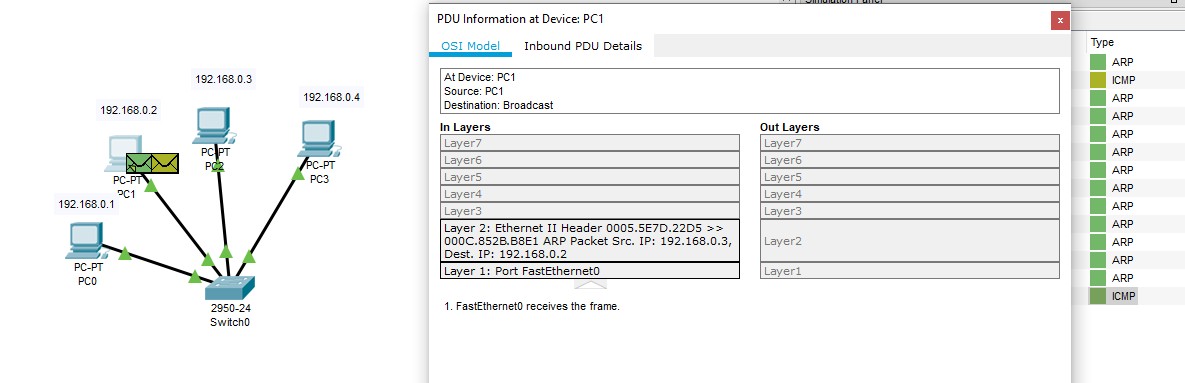 Simulation Panel
PDU Information at Device: PC1
x
OSI Model
Inbound PDU Details
At Device: PC1
Source: PC1
Destination: Broadcast
In Layers
Out Layers
Layer7
Layer7
Layer6
Layer6
Layer5
Layer5
Layer4
Layer4
Layer3
Layer3
Layer 2: Ethernet II Header 0005.5E7D.22D5 >>
000C.852B.B8E1 ARP Packet Src. IP: 192.168.0.3,
Dest. IP: 192.168.0.2
Layer2
Layer 1: Port FastEthernet0
Layer1
1. FastEthernet0 receives the frame.
192.168.0.3
192.168.0.4
192.168.0.2
PC-PT
PC2
PC-PT
PC3
PC-PT
PC1
192.168.0.1
PC-PT
PC0
2950-24
Switch0
Type
ARP
ICMP
ARP
ARP
ARP
ARP
ARP
ARP
ARP
ARP
ARP
ARP
ARP
ICMP